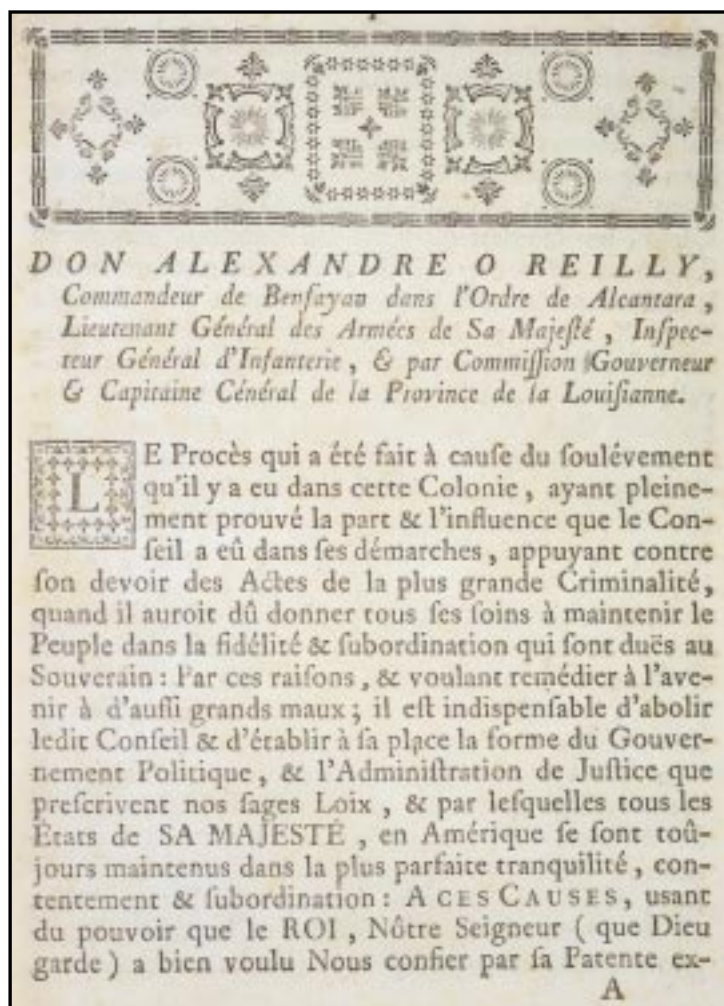 DON ALEXANDRE O REILLY,
Commandeur de Benfayan dans l'Ordre de Alcantara,
Lieutenant Général des Armées de Sa Majeſté, Inſpec-
teur Général d'Infanterie, & par Commiſſion Gouverneur
& Capitaine Cénéral de la Province de la Louiſianne.
LE Procès qui a été fait à cauſe du ſoulévement
qu'il y a eu dans cette Colonie, ayant pleine-
ment prouvé la part & l'influence que le Con-
ſeil a eû dans ſes démarches, appuyant contre
ſon devoir des Actes de la plus grande Criminalité,
quand il auroit dû donner tous ſes ſoins à maintenir le
Peuple dans la fidélité & ſubordination qui ſont duës au
Souverain: Par ces raiſons, & voulant remédier à l'ave-
nir à d'auſſi grands maux; il eſt indispenſable d'abolir
ledit Conſeil & d'établir à ſa place la forme du Gouver-
nement Politique, & l'Adminiſtration de Juſtice que
preſcrivent nos ſages Loix, & par leſquelles tous les
États de SA MAJESTÉ, en Amérique ſe ſont toû-
jours maintenus dans la plus parfaite tranquilité, con-
tentement & ſubordination: A CES CAUSES, usant
du pouvoir que le ROI, Nôtre Seigneur (que Dieu
garde) a bien voulu Nous confier par ſa Patente ex-
A